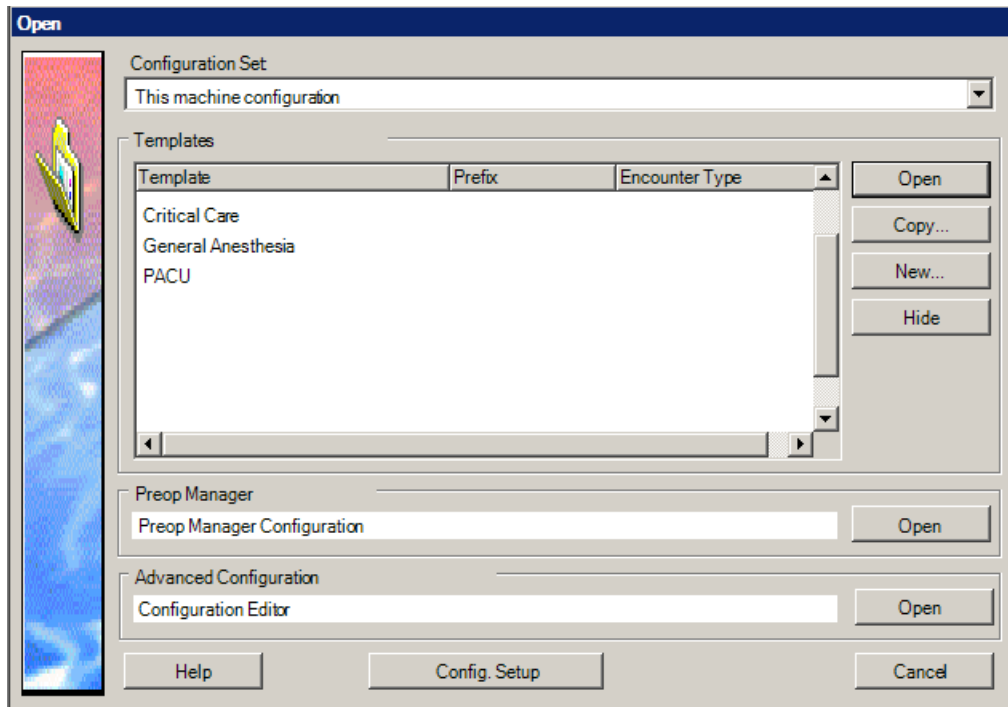 Open
Configuration Set
This machine configuration
Templates
Template Prefix Encounter Type
Open
Critical Care
Copy...
General Anesthesia
PACU
New...
Hide
Preop Manager
Preop Manager Configuration
Open
Advanced Configuration
Configuration Editor
Open
Help Config. Setup Cancel